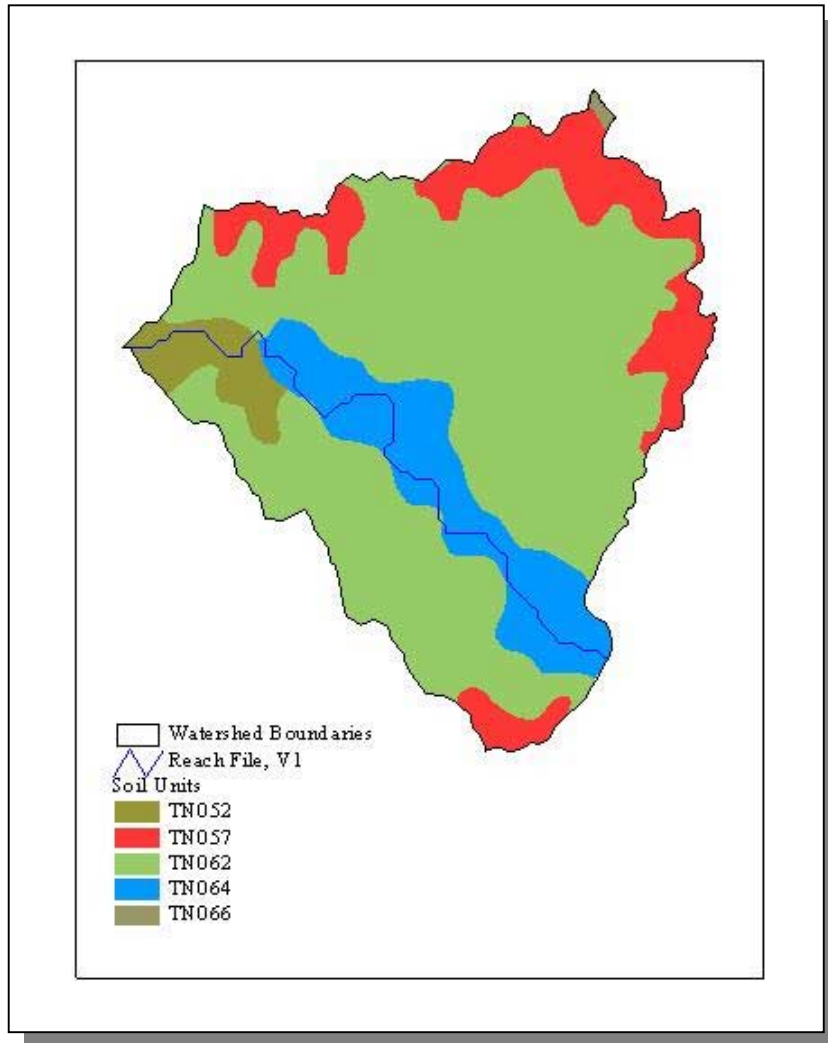 Watershed Boundaries
Reach File, V1
Soil Units
TN052
TN057
TN062
TN064
TN066